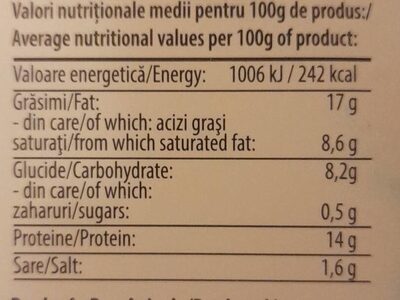 Valori nutriționale medii pentru 100g de produs:/
Average nutritional values per 100g of product:
Valoare energetică/Energy: 1006 kJ / 242 kcal
Grăsimi/Fat: 17 g
- din care/of which: acizi grași
saturați/from which saturated fat: 8,6 g
Glucide/Carbohydrate: 8,2g
- din care/of which:
zaharuri/sugars: 0,5 g
Proteine/Protein: 14 g
Sare/Salt: 1,6 g